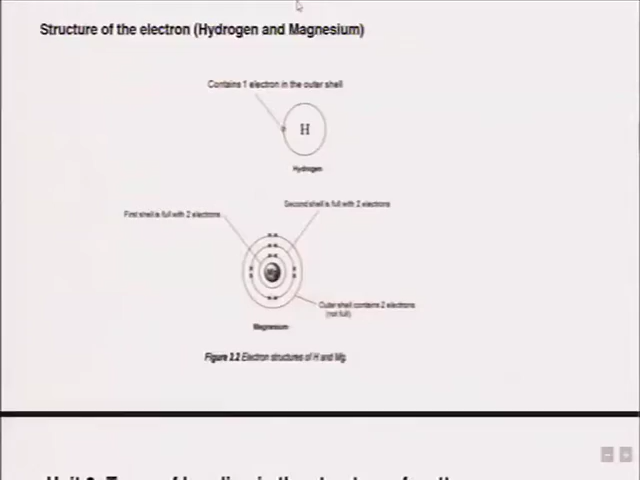 Structure of the electron (Hydrogen and Magnesium)
Contains 1 electron in the outer shell
H
Hydrogen
Second shell is full with 2 electrons
First shell is full with 2 electrons
Mg
Outer shell contains 2 electrons
(not full)
Magnesium
Figure 2.2 Electron structures of H and Mg